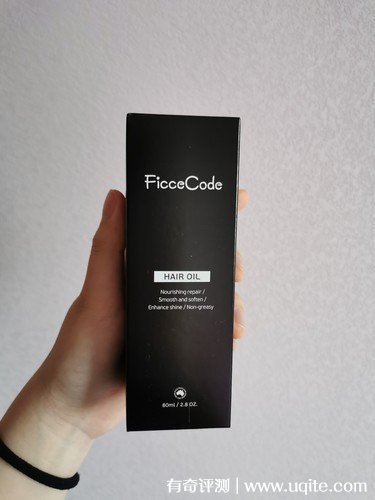 FicceCode
HAIR OIL
Nourishing repair /
Smooth and soften /
Enhance shine / Non-greasy
80ml / 2.8 OZ.
有奇评测 | www.uqite.com